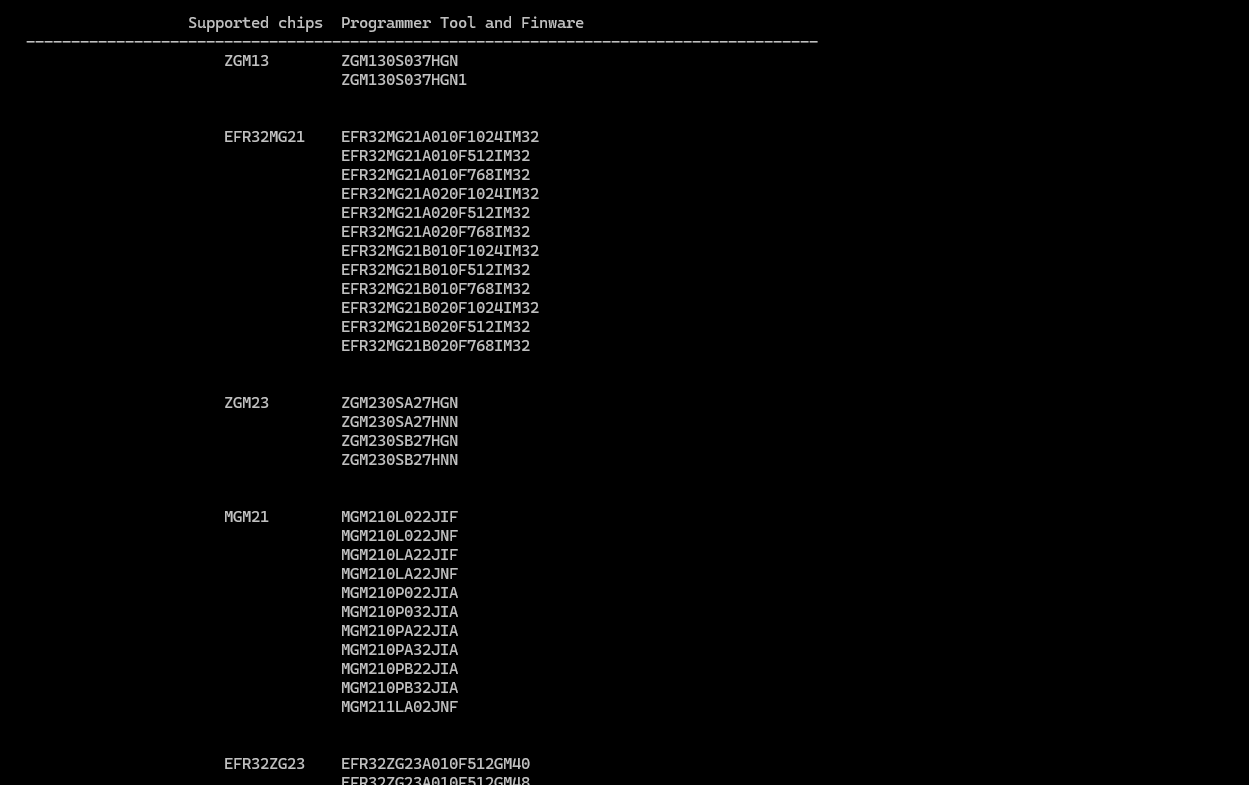 Supported chips  Programmer Tool and Finware
ZGM13  ZGM130S037HGN
ZGM130S037HGN1
EFR32MG21  EFR32MG21A010F1024IM32
EFR32MG21A010F512IM32
EFR32MG21A010F768IM32
EFR32MG21A020F1024IM32
EFR32MG21A020F512IM32
EFR32MG21A020F768IM32
EFR32MG21B010F1024IM32
EFR32MG21B010F512IM32
EFR32MG21B010F768IM32
EFR32MG21B020F1024IM32
EFR32MG21B020F512IM32
EFR32MG21B020F768IM32
ZGM23  ZGM230SA27HGN
ZGM230SA27HNN
ZGM230SB27HGN
ZGM230SB27HNN
MGM21  MGM210L022JIF
MGM210L022JNF
MGM210LA22JIF
MGM210LA22JNF
MGM210P022JIA
MGM210P032JIA
MGM210PA22JIA
MGM210PA32JIA
MGM210PB22JIA
MGM210PB32JIA
MGM211LA02JNF
EFR32ZG23  EFR32ZG23A010F512GM40
EFR32ZG23A010F512GM48